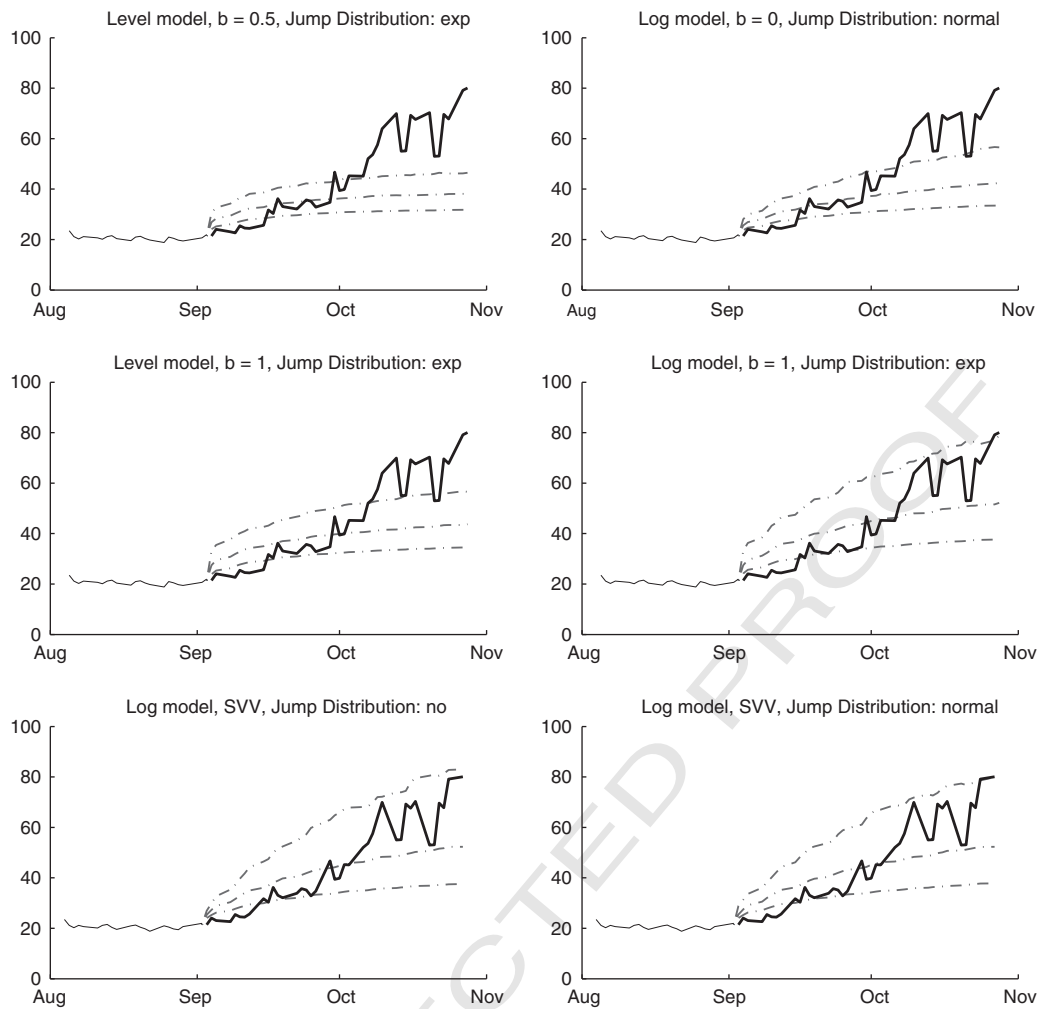 Level model, b = 0.5, Jump Distribution: exp
100
80
60
40
20
0
Aug
Sep
Oct
Nov
Log model, b = 0, Jump Distribution: normal
100
80
60
40
20
0
Aug
Sep
Oct
Nov
Level model, b = 1, Jump Distribution: exp
100
80
60
40
20
0
Aug
Sep
Oct
Nov
Log model, b = 1, Jump Distribution: exp
100
80
60
40
20
0
Aug
Sep
Oct
Nov
Log model, SVV, Jump Distribution: no
100
80
60
40
20
0
Aug
Sep
Oct
Nov
Log model, SVV, Jump Distribution: normal
100
80
60
40
20
0
Aug
Sep
Oct
Nov
CTED PROOF